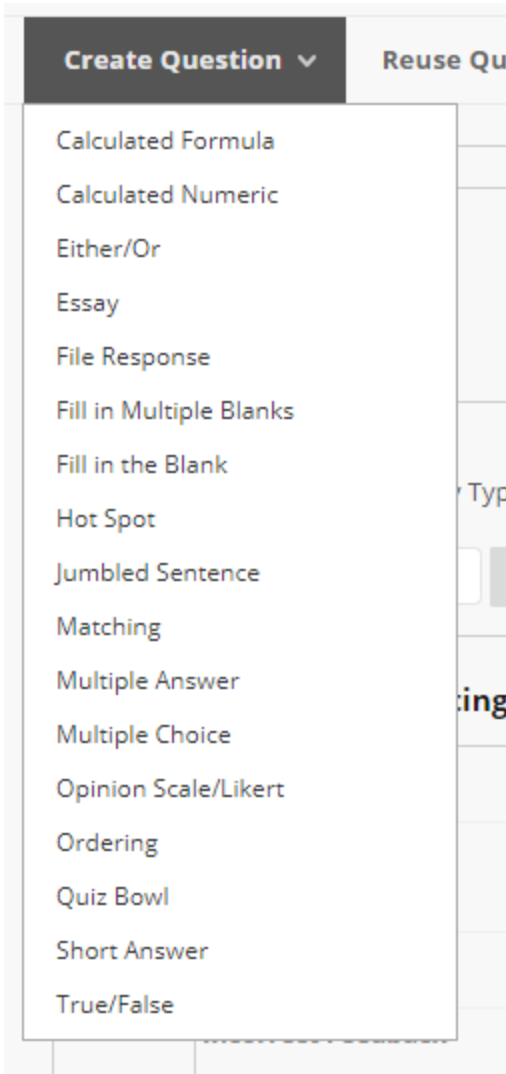 Create Question Reuse
Calculated Formula
Calculated Numeric
Either/Or
Essay
File Response
Fill in Multiple Blanks
Fill in the Blank
Hot Spot
Jumbled Sentence
Matching
Multiple Answer
Multiple Choice
Opinion Scale/Likert
Ordering
Quiz Bowl
Short Answer
True/False